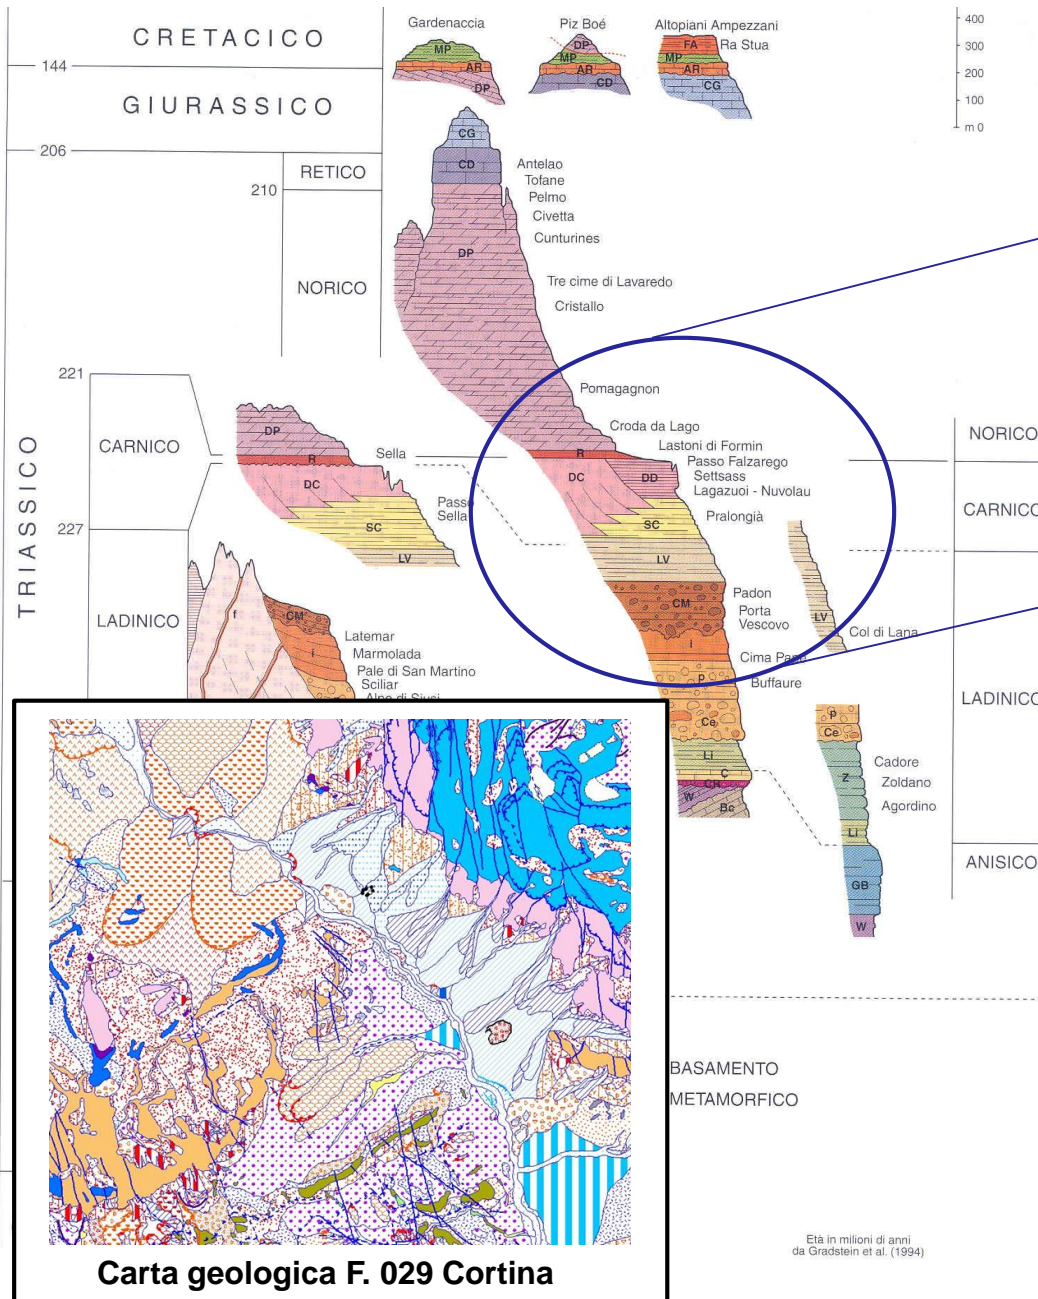 CRETACICO
144
GIURASSICO
206
RETICO
210
NORICO
221
CARNICO
227
LADINICO
TRIASSICO
Gardenaccia
MP
AR
DP
Piz Boé
DP
MP
AR
CD
Altopiani Ampezzani
FA
Ra Stua
MP
AR
CG
400
300
200
100
m 0
CG
CD
DP
Antelao
Tofane
Pelmo
Civetta
Cunturines
Tre cime di Lavaredo
Cristallo
Pomagagnon
Croda da Lago
Lastoni di Formin
Passo Falzarego
Settsass
Lagazuoi - Nuvolau
Pralongià
DP
R
DC
SC
LV
Sella
Passo
Sella
R
DC
DD
SC
LV
CM
i
p
Ce
Li
C
CH
W
Bc
Padon
Porta
Vescovo
Cima Pape
Buffaure
f
CM
i
Latemar
Marmolada
Pale di San Martino
Sciliar
LV
Col di Lana
p
Ce
Z
Li
GB
W
Cadore
Zoldano
Agordino
NORICO
CARNICO
LADINICO
ANISICO
BASAMENTO
METAMORFICO
Età in milioni di anni
da Gradstein et al. (1994)
Carta geologica F. 029 Cortina